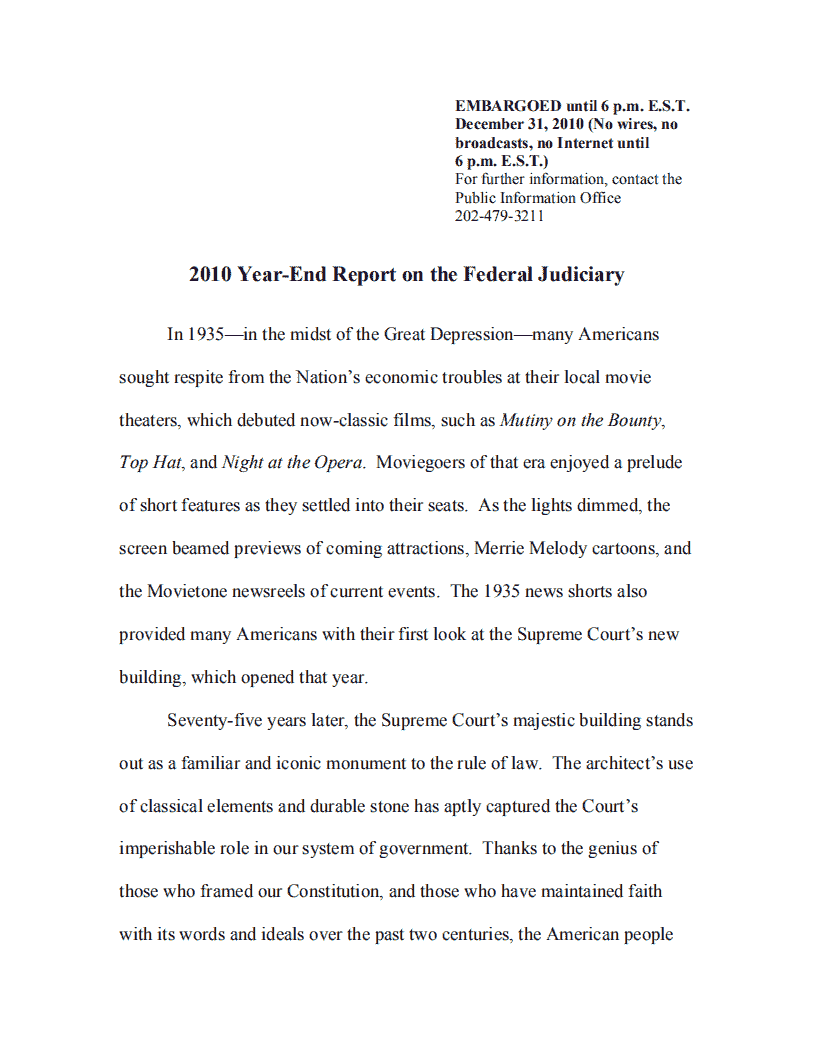 EMBARGOED until 6 p.m. E.S.T.
December 31, 2010 (No wires, no
broadcasts, no Internet until
6 p.m. E.S.T.)
For further information, contact the
Public Information Office
202-479-3211
2010 Year-End Report on the Federal Judiciary
In 1935—in the midst of the Great Depression—many Americans
sought respite from the Nation’s economic troubles at their local movie
theaters, which debuted now-classic films, such as Mutiny on the Bounty,
Top Hat, and Night at the Opera.  Moviegoers of that era enjoyed a prelude
of short features as they settled into their seats.  As the lights dimmed, the
screen beamed previews of coming attractions, Merrie Melody cartoons, and
the Movietone newsreels of current events.  The 1935 news shorts also
provided many Americans with their first look at the Supreme Court’s new
building, which opened that year.
Seventy-five years later, the Supreme Court’s majestic building stands
out as a familiar and iconic monument to the rule of law.  The architect’s use
of classical elements and durable stone has aptly captured the Court’s
imperishable role in our system of government.  Thanks to the genius of
those who framed our Constitution, and those who have maintained faith
with its words and ideals over the past two centuries, the American people